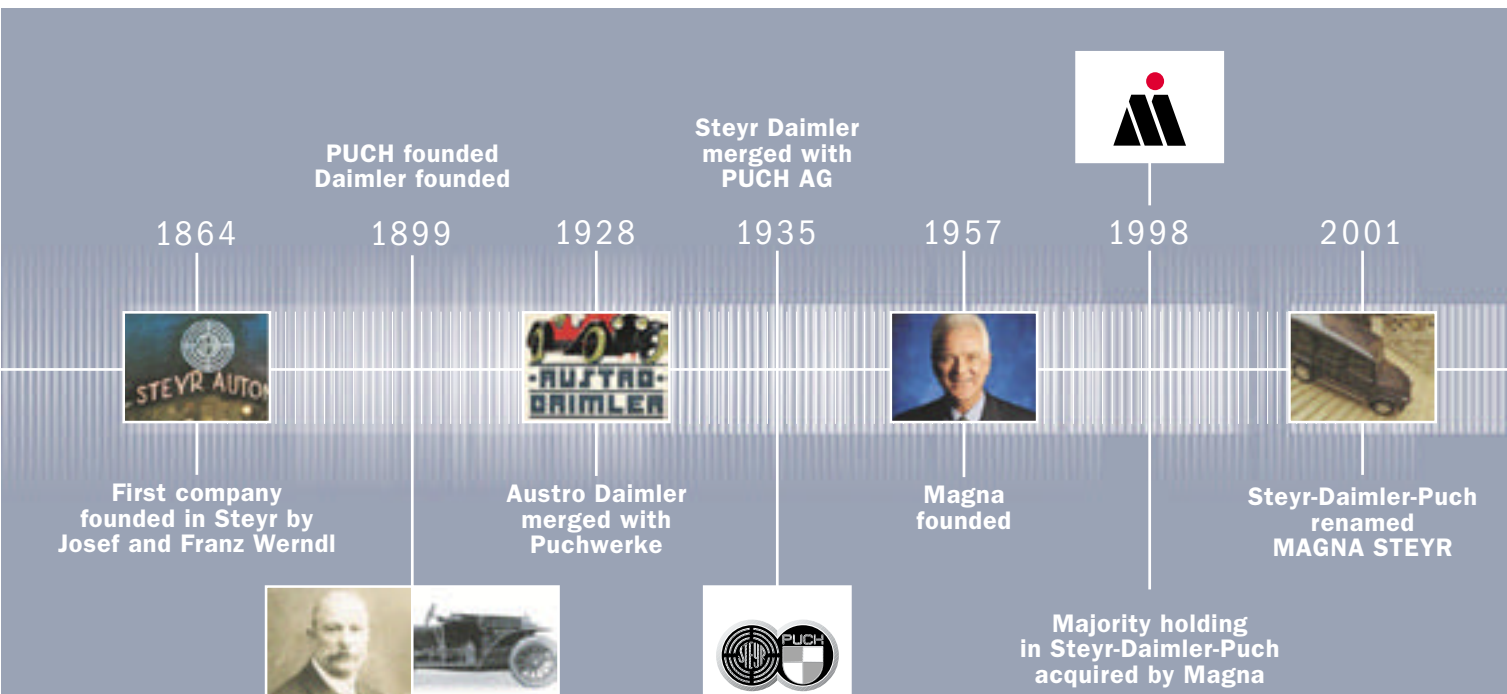 PUCH founded
Daimler founded
Steyr Daimler
merged with
PUCH AG
1864
1899
1928
1935
1957
1998
2001
STEYR AUTO
·AUSTRO·
DAIMLER
First company
founded in Steyr by
Josef and Franz Werndl
Austro Daimler
merged with
Puchwerke
Magna
founded
Steyr-Daimler-Puch
renamed
MAGNA STEYR
STEYR
PUCH
Majority holding
in Steyr-Daimler-Puch
acquired by Magna